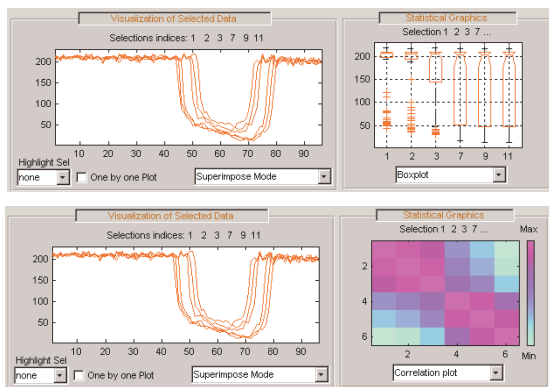 Visualization of Selected Data
Selections indices: 1 2 3 7 9 11
200
150
100
50
10 20 30 40 50 60 70 80 90
Highlight Sel
none
One by one Plot
Superimpose Mode
Statistical Graphics
Selection 1 2 3 7 ...
200
150
100
50
1 2 3 7 9 11
Boxplot
Visualization of Selected Data
Selections indices: 1 2 3 7 9 11
200
150
100
50
10 20 30 40 50 60 70 80 90
Highlight Sel
none
One by one Plot
Superimpose Mode
Statistical Graphics
Selection 1 2 3 7 ...
Max
2
4
6
2 4 6
Min
Correlation plot